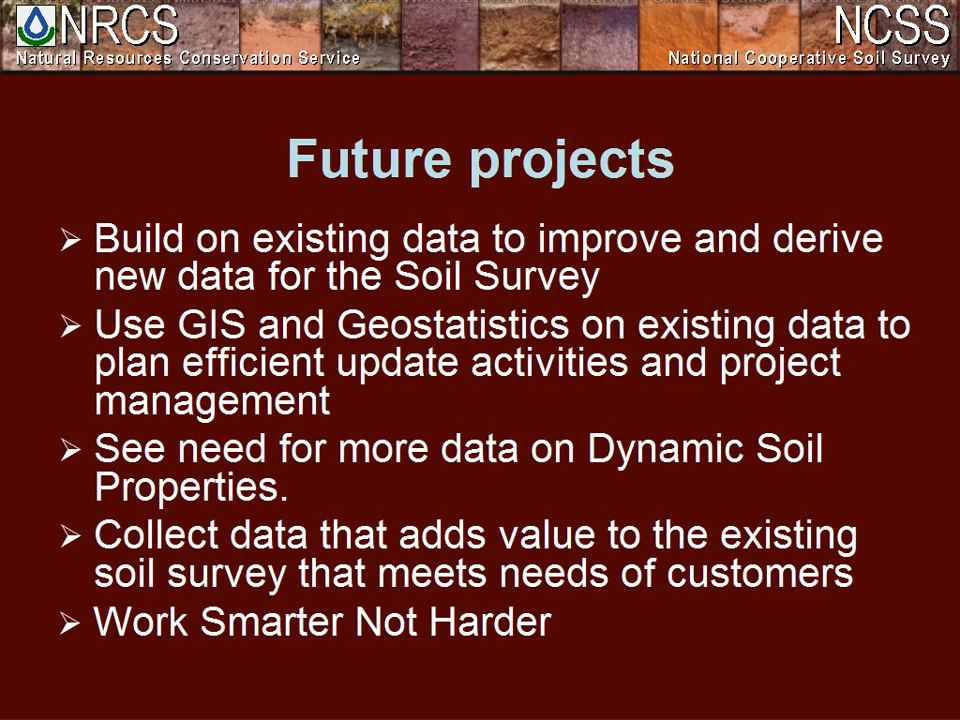 NRCS
Natural Resources Conservation Service
NCSS
National Cooperative Soil Survey
Future projects
Build on existing data to improve and derive
new data for the Soil Survey
Use GIS and Geostatistics on existing data to
plan efficient update activities and project
management
See need for more data on Dynamic Soil
Properties.
Collect data that adds value to the existing
soil survey that meets needs of customers
Work Smarter Not Harder